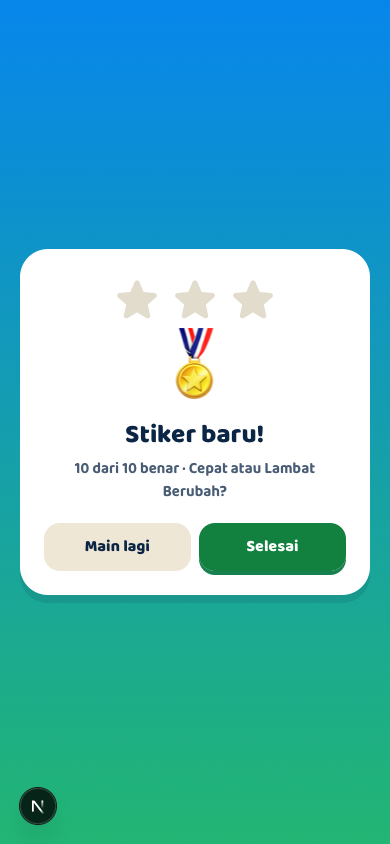 Stiker baru!
10 dari 10 benar · Cepat atau Lambat
Berubah?
Main lagi
Selesai
N